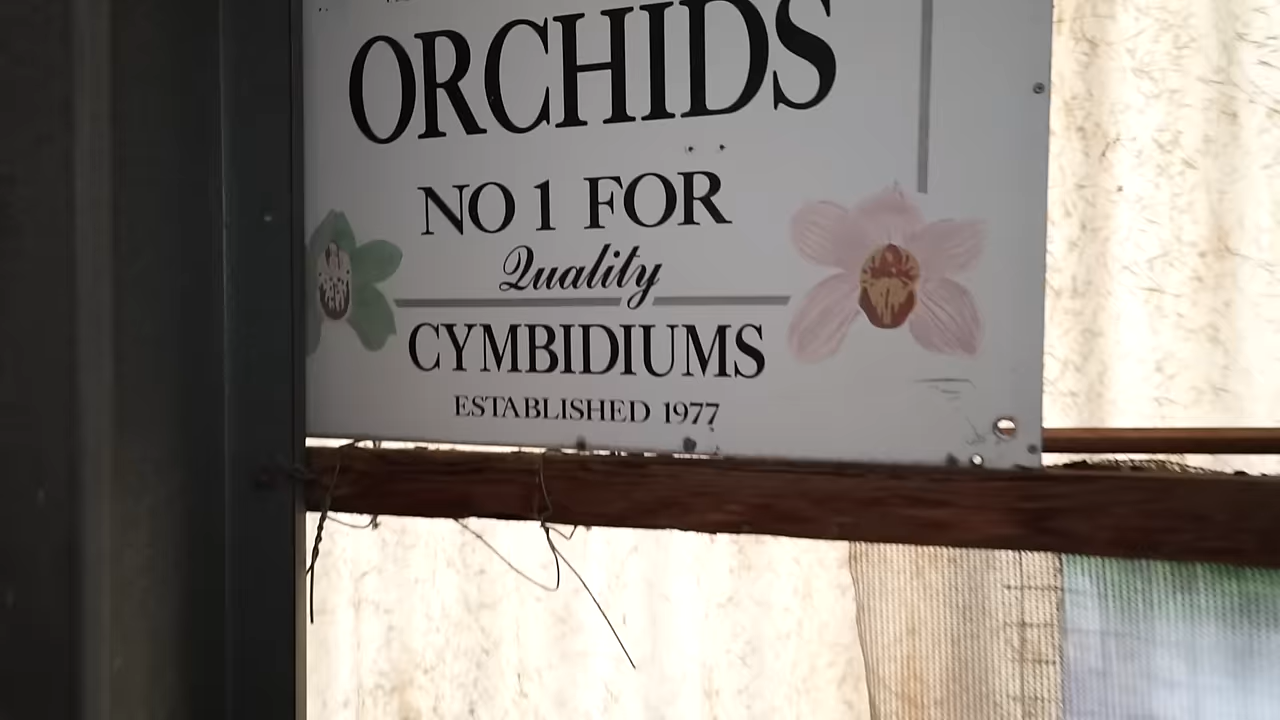 ORCHIDS
NO 1 FOR
Quality
CYMBIDIUMS
ESTABLISHED 1977